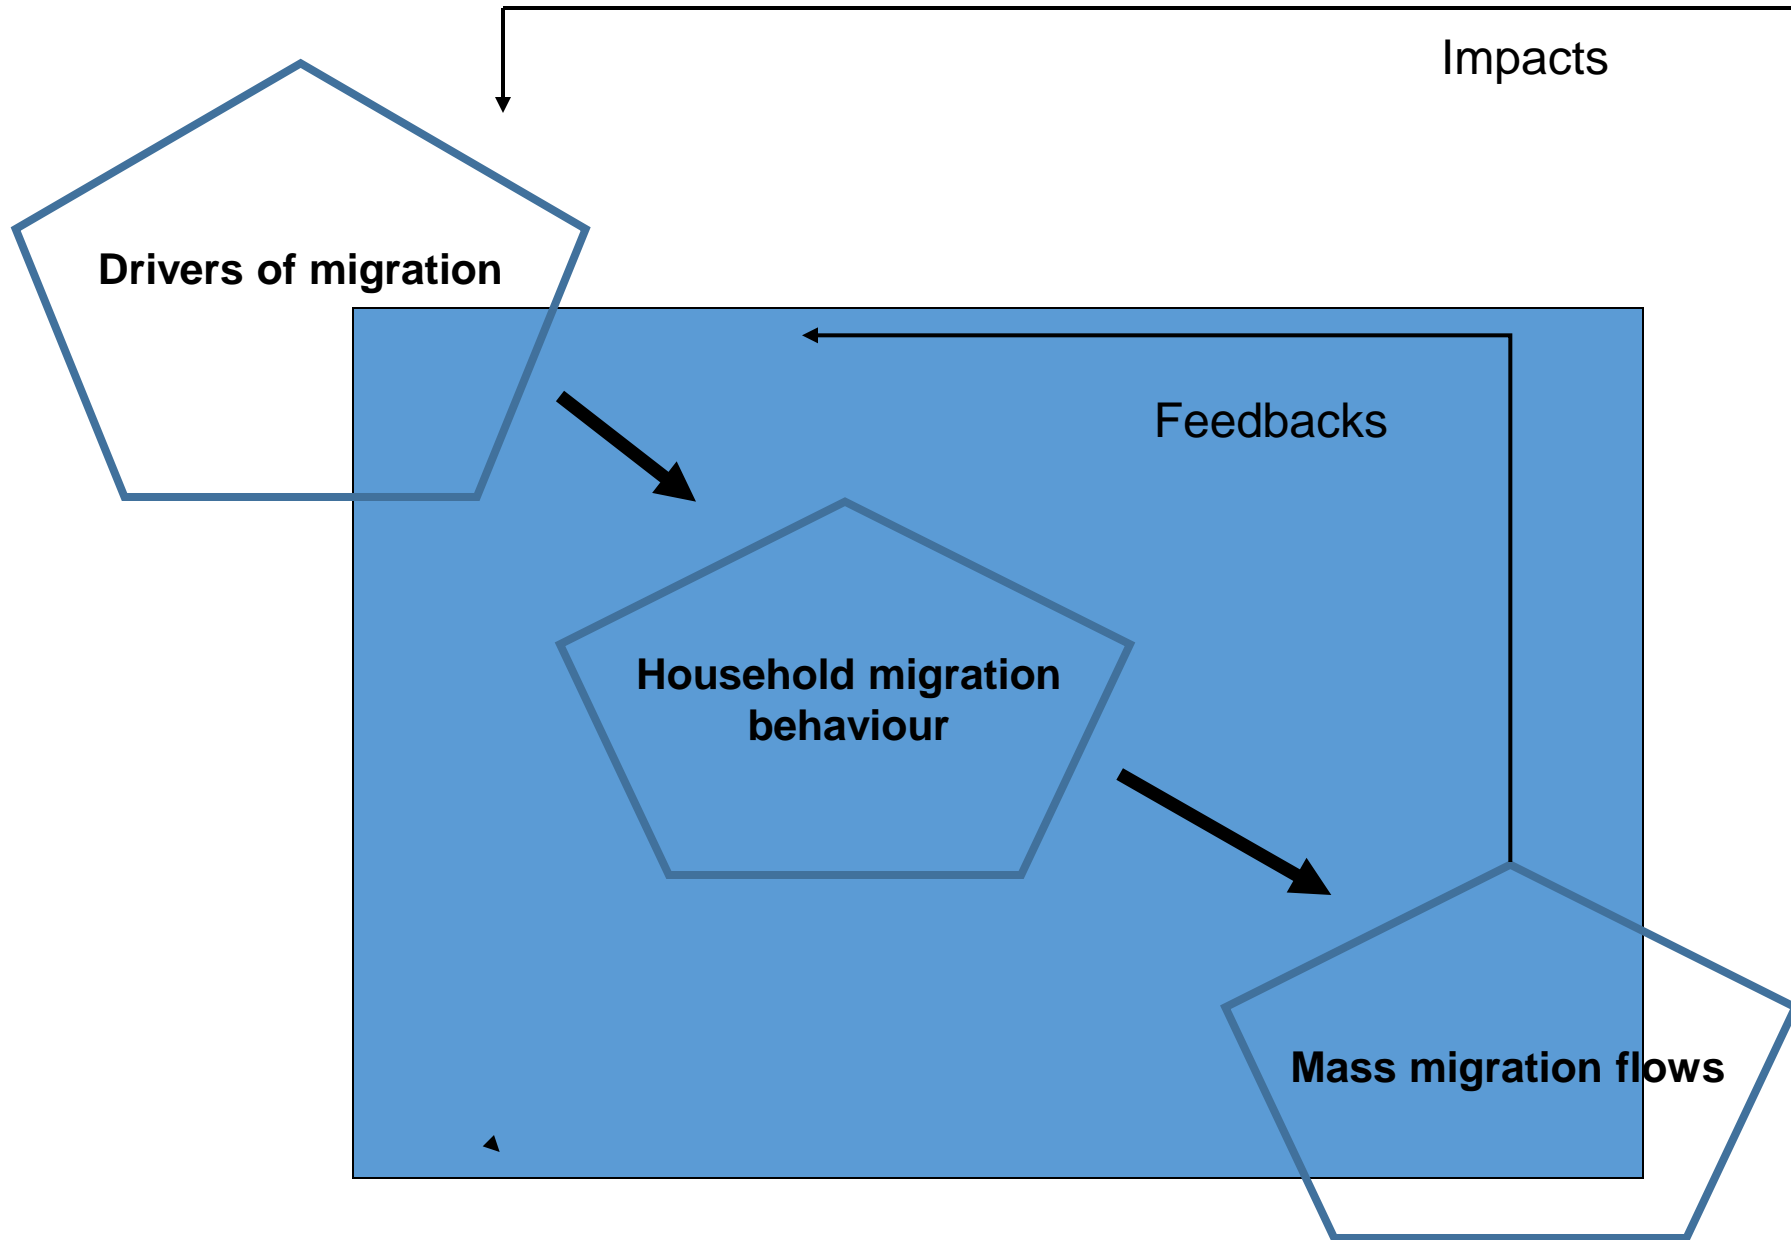 Impacts
Drivers of migration
Feedbacks
Household migration
behaviour
Mass migration flows